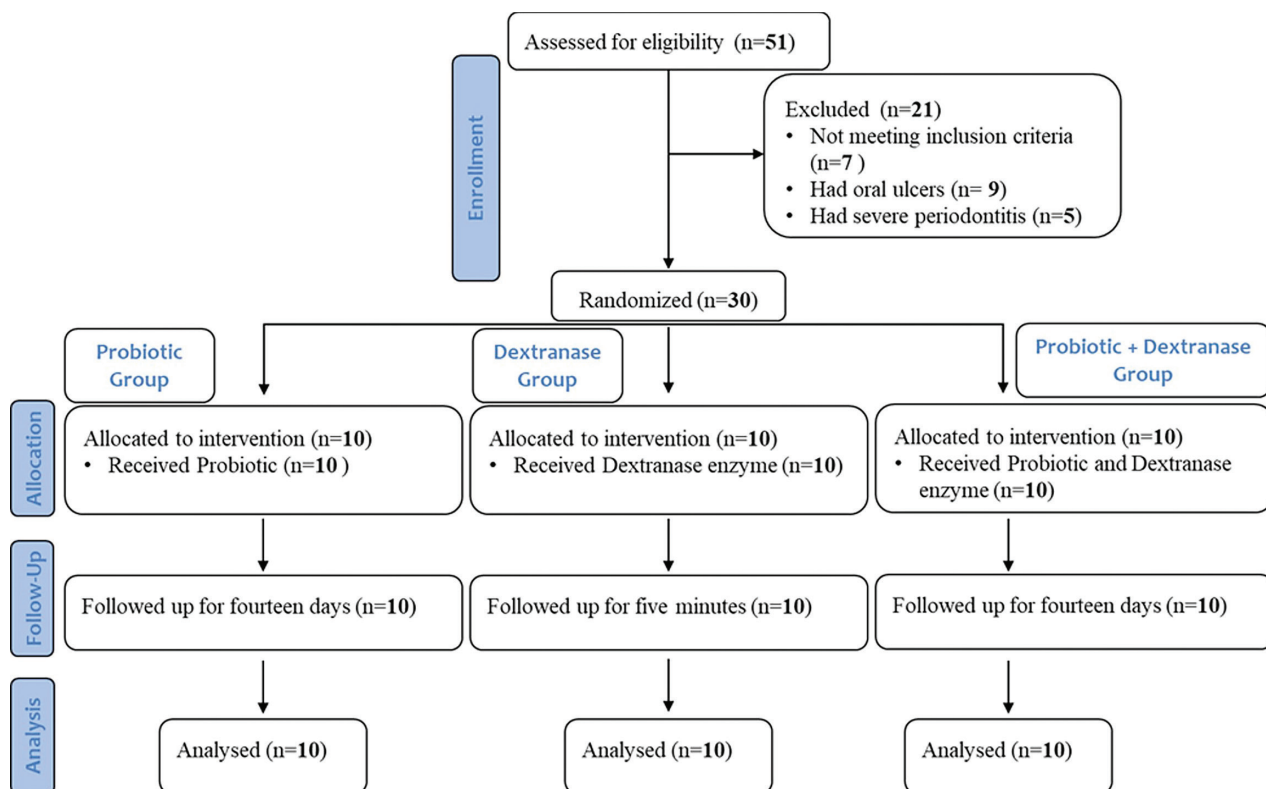 Assessed for eligibility (n=51)
Enrollment
Excluded (n=21)
• Not meeting inclusion criteria
(n=7 )
• Had oral ulcers (n= 9)
• Had severe periodontitis (n=5)
Randomized (n=30)
Probiotic
Group
Dextranase
Group
Probiotic + Dextranase
Group
Allocation
Allocated to intervention (n=10)
• Received Probiotic (n=10 )
Allocated to intervention (n=10)
• Received Dextranase enzyme (n=10)
Allocated to intervention (n=10)
• Received Probiotic and Dextranase
enzyme (n=10)
Follow-Up
Followed up for fourteen days (n=10)
Followed up for five minutes (n=10)
Followed up for fourteen days (n=10)
Analysis
Analysed (n=10)
Analysed (n=10)
Analysed (n=10)